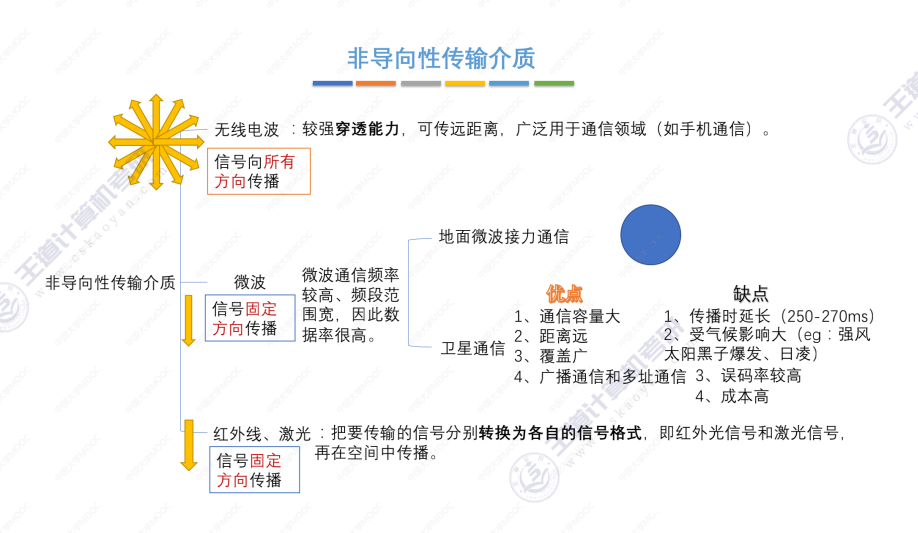 非导向性传输介质
无线电波 ：较强穿透能力，可传远距离，广泛用于通信领域（如手机通信）。
信号向所有
方向传播
地面微波接力通信
非导向性传输介质
微波
信号固定
方向传播
微波通信频率
较高、频段范
围宽，因此数
据率很高。
卫星通信
优点
1、通信容量大
2、距离远
3、覆盖广
4、广播通信和多址通信
缺点
1、传播时延长（250-270ms）
2、受气候影响大（eg：强风
太阳黑子爆发、日凌）
3、误码率较高
4、成本高
红外线、激光 ：把要传输的信号分别转换为各自的信号格式，即红外光信号和激光信号，
再在空间中传播。
信号固定
方向传播
王道计算机考研
www.cskaoyan.com
中国大学MOOC